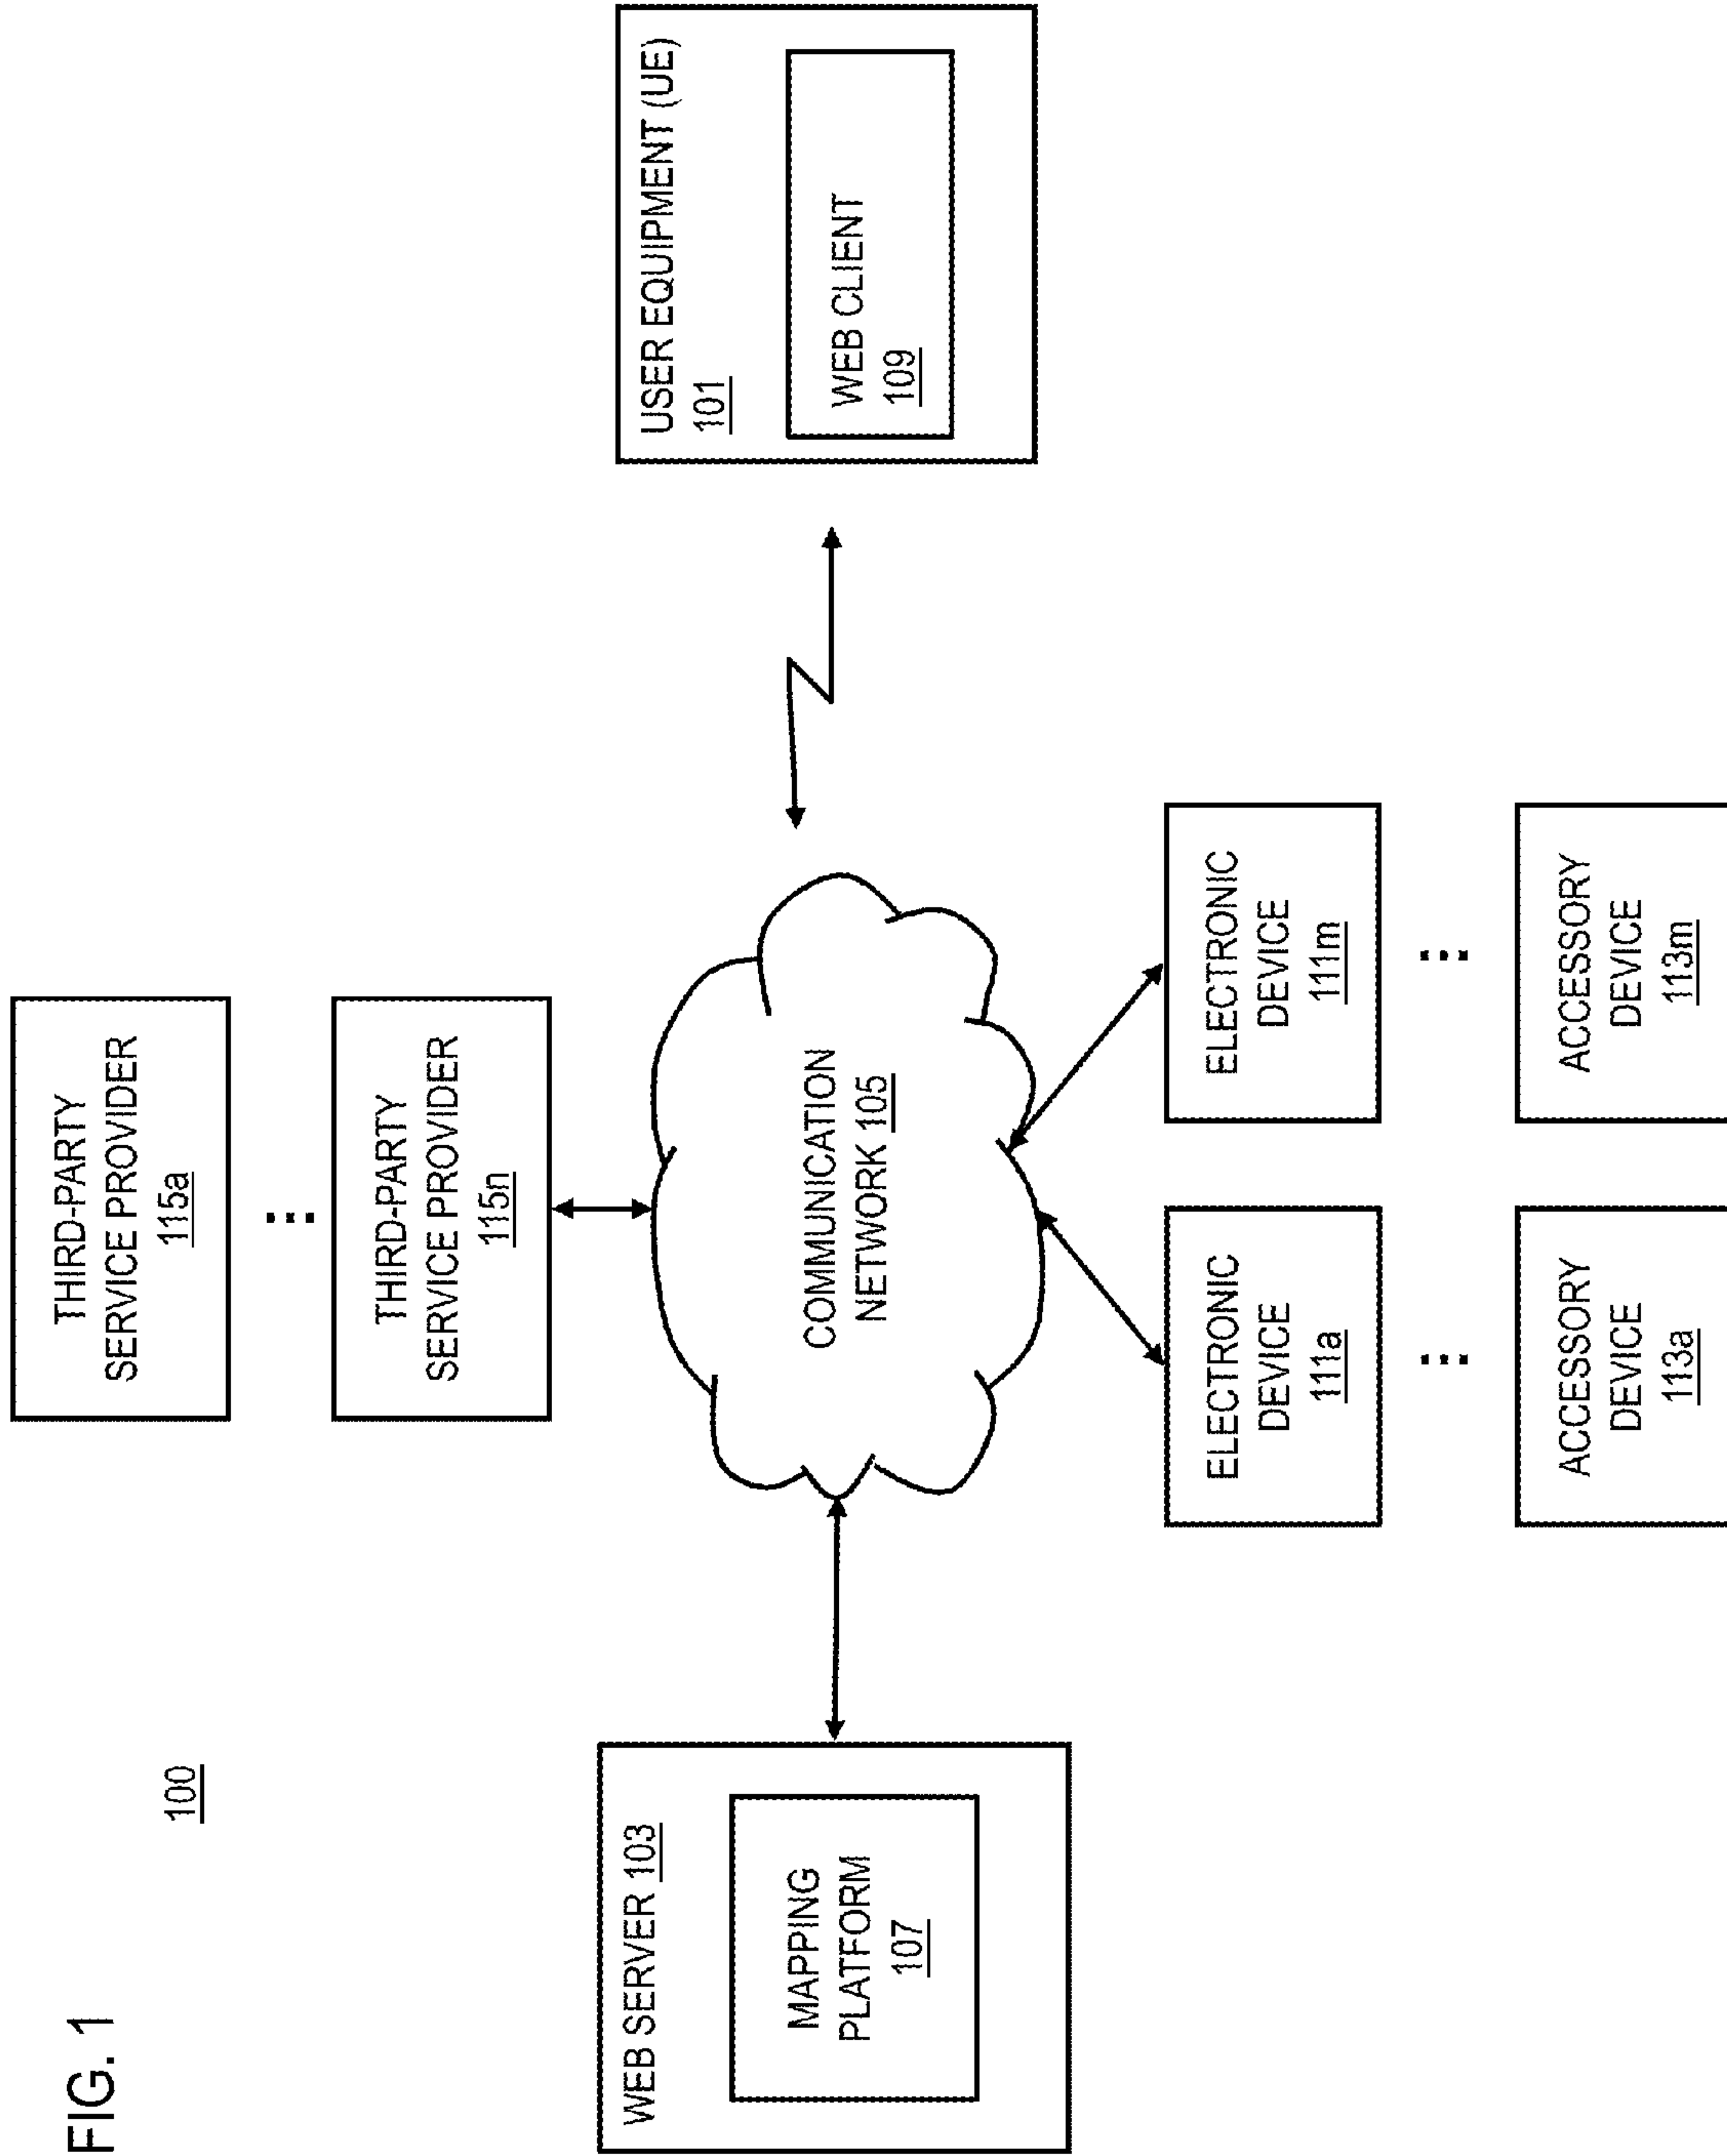 FIG. 1
100
THIRD-PARTY
SERVICE PROVIDER
115a
THIRD-PARTY
SERVICE PROVIDER
115n
WEB SERVER 103
MAPPING
PLATFORM
107
COMMUNICATION
NETWORK 105
USER EQUIPMENT (UE)
101
WEB CLIENT
109
ELECTRONIC
DEVICE
111a
ELECTRONIC
DEVICE
111m
ACCESSORY
DEVICE
113a
ACCESSORY
DEVICE
113m